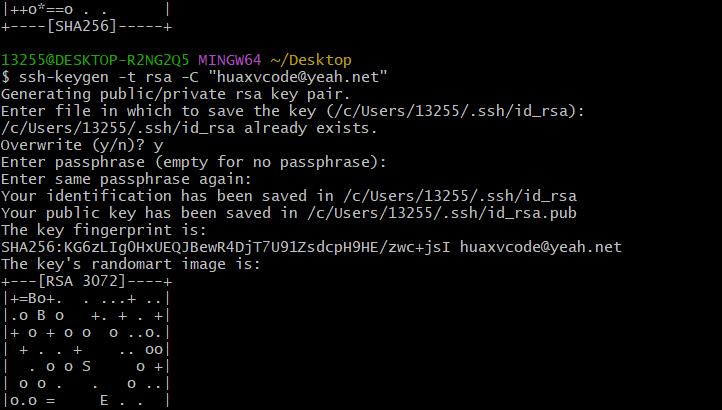 |++o*==o . .      |
+----[SHA256]-----+
13255@DESKTOP-R2NG2Q5 MINGW64 ~/Desktop
$ ssh-keygen -t rsa -C "huaxvcode@yeah.net"
Generating public/private rsa key pair.
Enter file in which to save the key (/c/Users/13255/.ssh/id_rsa):
/c/Users/13255/.ssh/id_rsa already exists.
Overwrite (y/n)? y
Enter passphrase (empty for no passphrase):
Enter same passphrase again:
Your identification has been saved in /c/Users/13255/.ssh/id_rsa
Your public key has been saved in /c/Users/13255/.ssh/id_rsa.pub
The key fingerprint is:
SHA256:KG6zLIgOHxUEQJBewR4DjT7U91ZsdcpH9HE/zwc+jsI huaxvcode@yeah.net
The key's randomart image is:
+---[RSA 3072]----+
|+=Bo+.  . ...+ ..|
|.o B o   +. + . +|
|+ o + o o  o ..o.|
| + . . +    .. oo|
|  . o o S     o +|
| o o .   .   o ..|
|o.o =     E . .  |